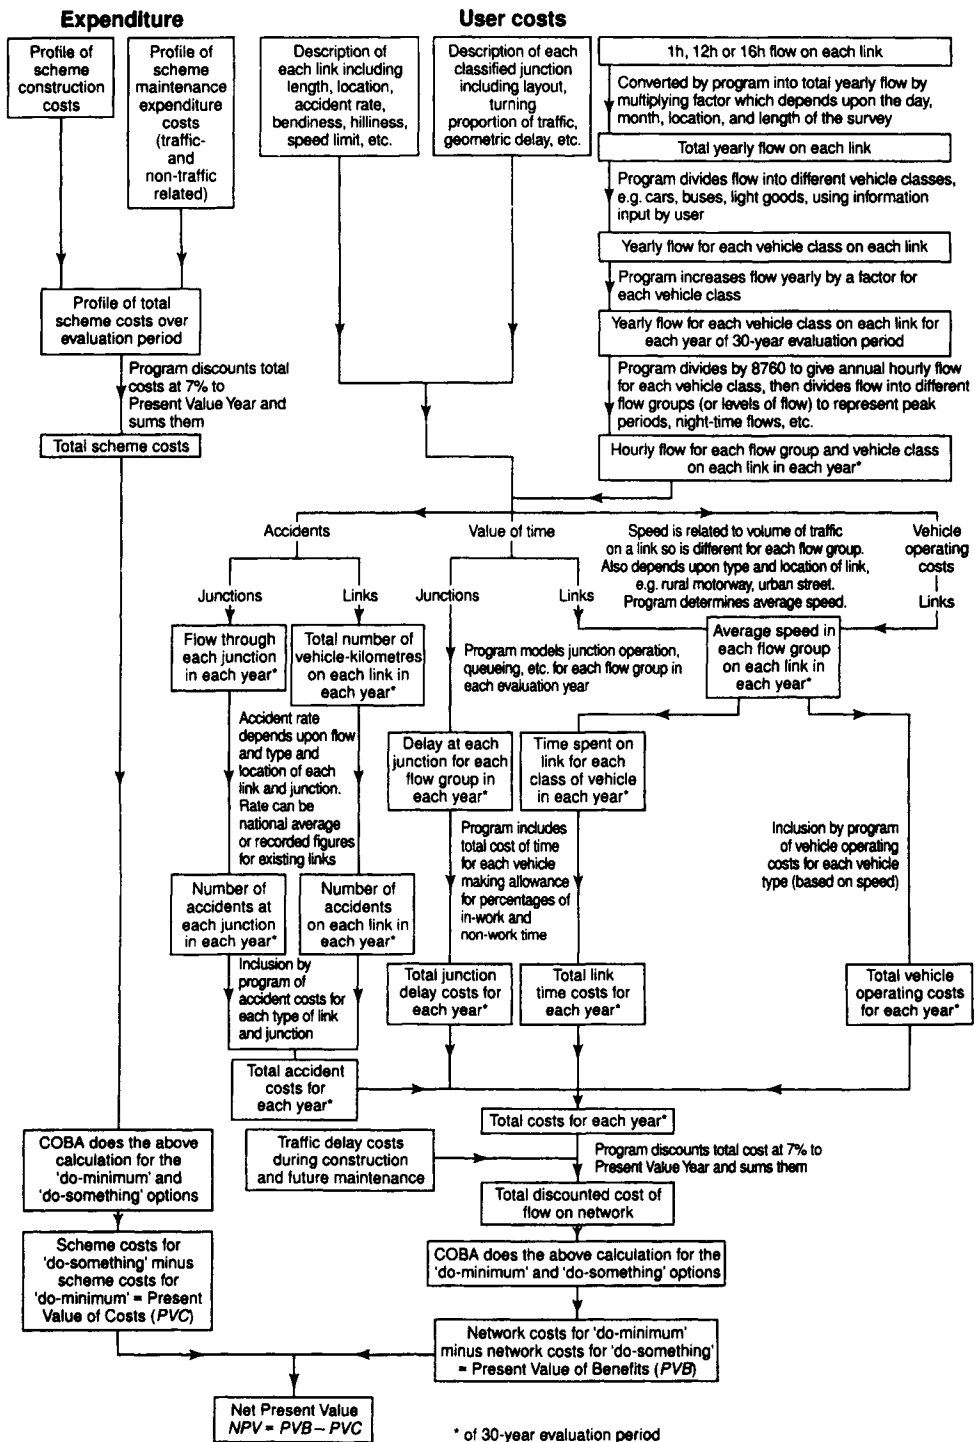 Expenditure
User costs
Profile of
scheme
construction
costs
Profile of
scheme
maintenance
expenditure
costs
(traffic-
and
non-traffic
related)
Description of
each link including
length, location,
accident rate,
bendiness, hilliness,
speed limit, etc.
Description of each
classified junction
including layout,
turning
proportion of traffic,
geometric delay, etc.
1h, 12h or 16h flow on each link
Converted by program into total yearly flow by
multiplying factor which depends upon the day,
month, location, and length of the survey
Total yearly flow on each link
Program divides flow into different vehicle classes,
e.g. cars, buses, light goods, using information
input by user
Yearly flow for each vehicle class on each link
Program increases flow yearly by a factor for
each vehicle class
Yearly flow for each vehicle class on each link for
each year of 30-year evaluation period
Program divides by 8760 to give annual hourly flow
for each vehicle class, then divides flow into different
flow groups (or levels of flow) to represent peak
periods, night-time flows, etc.
Hourly flow for each flow group and vehicle class
on each link in each year*
Profile of total
scheme costs over
evaluation period
Program discounts total
costs at 7% to
Present Value Year and
sums them
Total scheme costs
Accidents
Value of time
Speed is related to volume of traffic
on a link so is different for each flow group.
Also depends upon type and location of link,
e.g. rural motorway, urban street.
Program determines average speed.
Vehicle
operating
costs
Junctions
Links
Junctions
Links
Links
Flow through
each junction
in each year*
Total number of
vehicle-kilometres
on each link in
each year*
Program models junction operation,
queueing, etc. for each flow group in
each evaluation year
Average speed in
each flow group
on each link in
each year*
Accident rate
depends upon flow
and type and
location of each
link and junction.
Rate can be
national average
or recorded figures
for existing links
Delay at each
junction for each
flow group in
each year*
Time spent on
link for each
class of vehicle
in each year*
Program includes
total cost of time
for each vehicle
making allowance
for percentages of
in-work and
non-work time
Inclusion by program
of vehicle operating
costs for each vehicle
type (based on speed)
Number of
accidents at
each junction
in each year*
Number of
accidents
on each link in
each year*
Inclusion by
program of
accident costs for
each type of link
and junction
Total junction
delay costs for
each year*
Total link
time costs for
each year*
Total vehicle
operating costs
for each year*
Total accident
costs for
each year*
Total costs for each year*
Traffic delay costs
during construction
and future maintenance
Program discounts total cost at 7% to
Present Value Year and sums them
Total discounted cost of
flow on network
COBA does the above
calculation for the
'do-minimum' and
'do-something' options
COBA does the above calculation for the
'do-minimum' and 'do-something' options
Scheme costs for
'do-something' minus
scheme costs for
'do-minimum' = Present
Value of Costs (PVC)
Network costs for 'do-minimum'
minus network costs for 'do-something'
= Present Value of Benefits (PVB)
Net Present Value
NPV = PVB – PVC
* of 30-year evaluation period